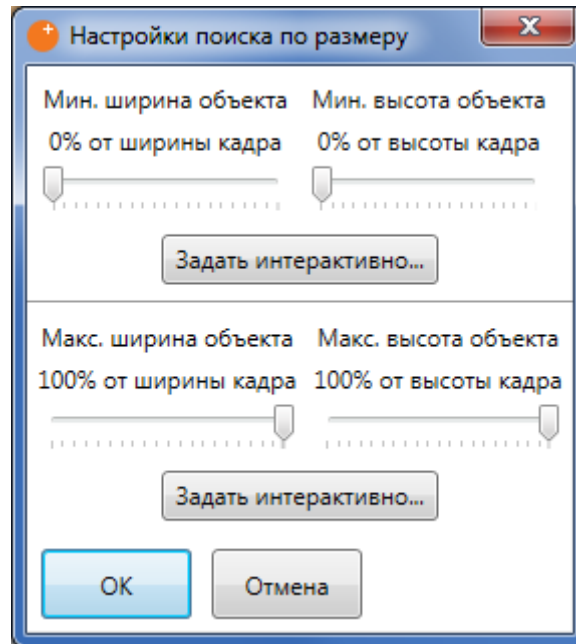 Настройки поиска по размеру
Мин. ширина объекта Мин. высота объекта
0% от ширины кадра 0% от высоты кадра
Задать интерактивно...
Макс. ширина объекта Макс. высота объекта
100% от ширины кадра 100% от высоты кадра
Задать интерактивно...
ОК Отмена